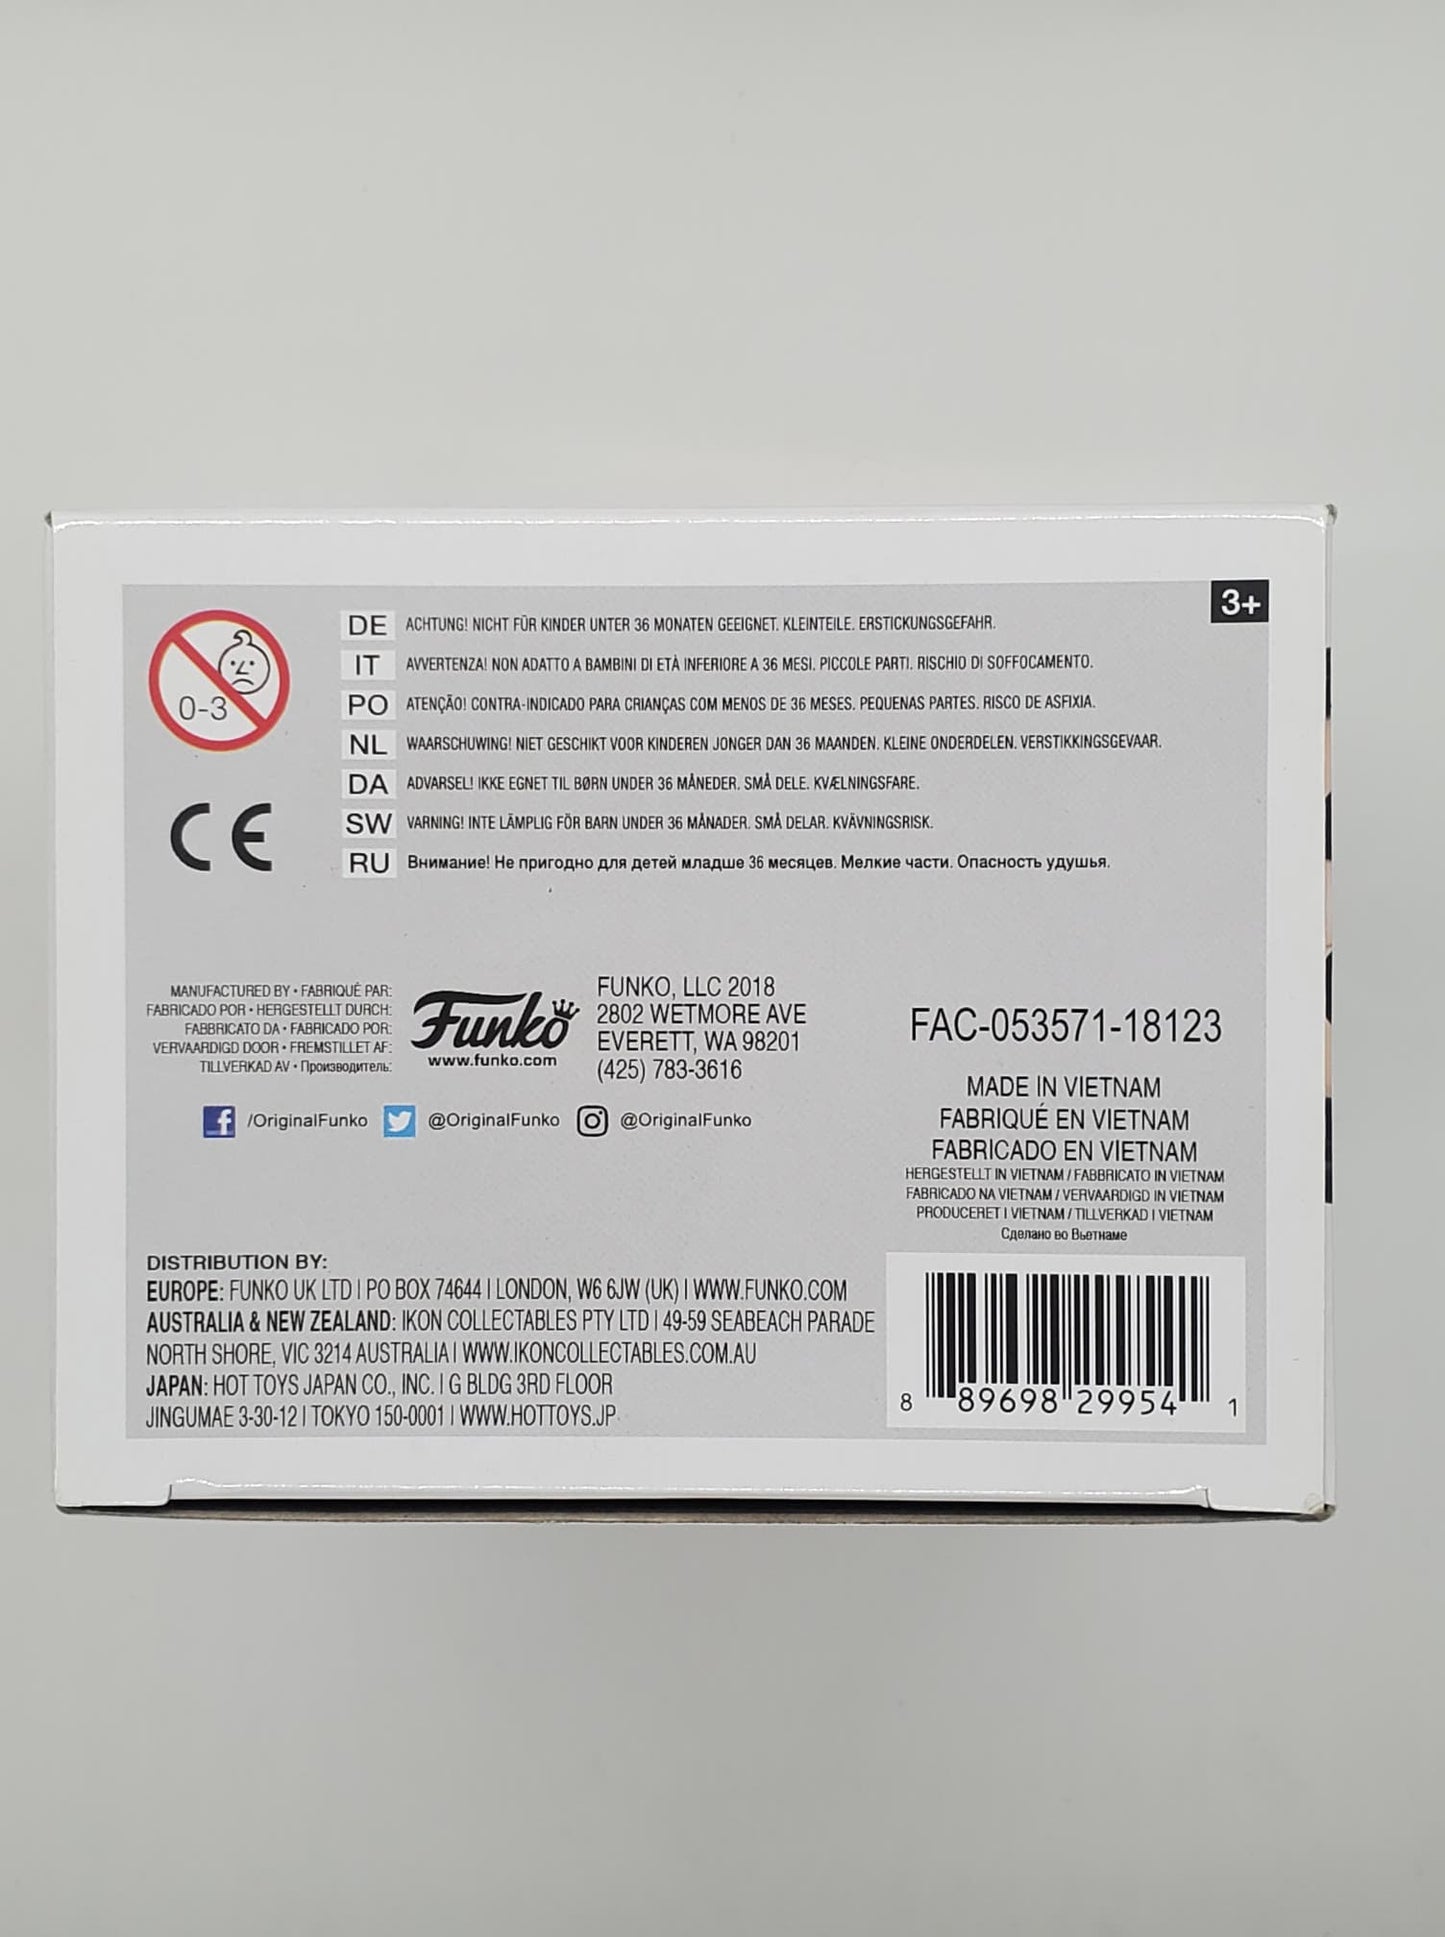 3+
0-3
DE ACHTUNG! NICHT FÜR KINDER UNTER 36 MONATEN GEEIGNET. KLEINTEILE. ERSTICKUNGSGEFAHR.
IT AVVERTENZA! NON ADATTO A BAMBINI DI ETÀ INFERIORE A 36 MESI. PICCOLE PARTI. RISCHIO DI SOFFOCAMENTO.
PO ATENÇÃO! CONTRA-INDICADO PARA CRIANÇAS COM MENOS DE 36 MESES. PEQUENAS PARTES. RISCO DE ASFIXIA.
NL WAARSCHUWING! NIET GESCHIKT VOOR KINDEREN JONGER DAN 36 MAANDEN. KLEINE ONDERDELEN. VERSTIKKINGSGEVAAR.
DA ADVARSEL! IKKE EGNET TIL BØRN UNDER 36 MÅNEDER. SMÅ DELE. KVÆLNINGSFARE.
SW VARNING! INTE LÄMPLIG FÖR BARN UNDER 36 MÅNADER. SMÅ DELAR. KVÄVNINGSRISK.
RU Внимание! Не пригодно для детей младше 36 месяцев. Мелкие части. Опасность удушья.
CE
MANUFACTURED BY • FABRIQUÉ PAR:
FABRICADO POR • HERGESTELLT DURCH:
FABBRICATO DA • FABRICADO POR:
VERVAARDIGD DOOR • FREMSTILLET AF:
TILLVERKAD AV • Производитель:
Funko
www.funko.com
FUNKO, LLC 2018
2802 WETMORE AVE
EVERETT, WA 98201
(425) 783-3616
/OriginalFunko @OriginalFunko @OriginalFunko
FAC-053571-18123
MADE IN VIETNAM
FABRIQUÉ EN VIETNAM
FABRICADO EN VIETNAM
HERGESTELLT IN VIETNAM / FABBRICATO IN VIETNAM
FABRICADO NA VIETNAM / VERVAARDIGD IN VIETNAM
PRODUCERET I VIETNAM / TILLVERKAD I VIETNAM
Сделано во Вьетнаме
DISTRIBUTION BY:
EUROPE: FUNKO UK LTD | PO BOX 74644 | LONDON, W6 6JW (UK) | WWW.FUNKO.COM
AUSTRALIA & NEW ZEALAND: IKON COLLECTABLES PTY LTD | 49-59 SEABEACH PARADE
NORTH SHORE, VIC 3214 AUSTRALIA | WWW.IKONCOLLECTABLES.COM.AU
JAPAN: HOT TOYS JAPAN CO., INC. | G BLDG 3RD FLOOR
JINGUMAE 3-30-12 | TOKYO 150-0001 | WWW.HOTTOYS.JP
8 89698 29954 1